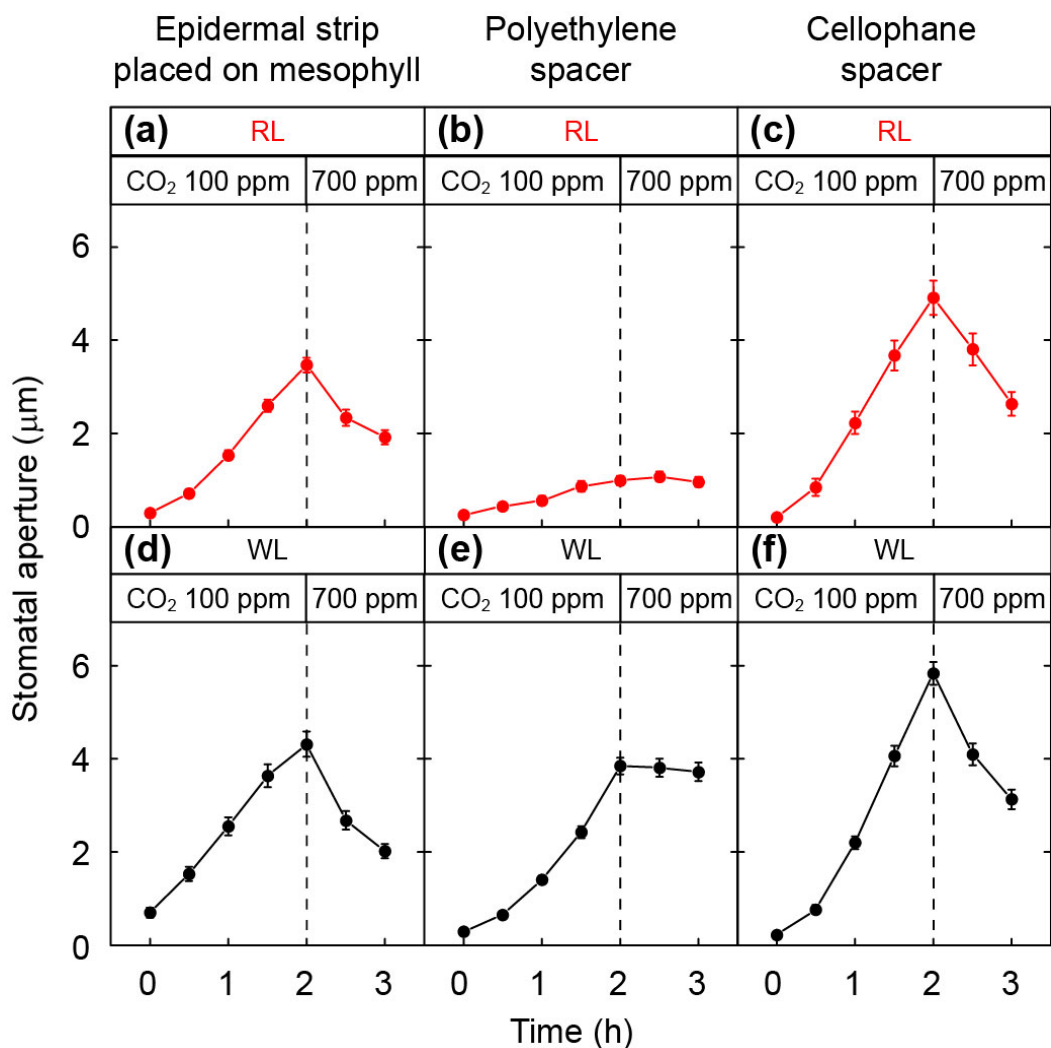 Epidermal strip
placed on mesophyll
Polyethylene
spacer
Cellophane
spacer
(a) RL
CO₂ 100 ppm 700 ppm
(b) RL
CO₂ 100 ppm 700 ppm
(c) RL
CO₂ 100 ppm 700 ppm
6
4
2
0
(d) WL
CO₂ 100 ppm 700 ppm
(e) WL
CO₂ 100 ppm 700 ppm
(f) WL
CO₂ 100 ppm 700 ppm
6
4
2
0
Stomatal aperture (μm)
0 1 2 3
0 1 2 3
0 1 2 3
Time (h)